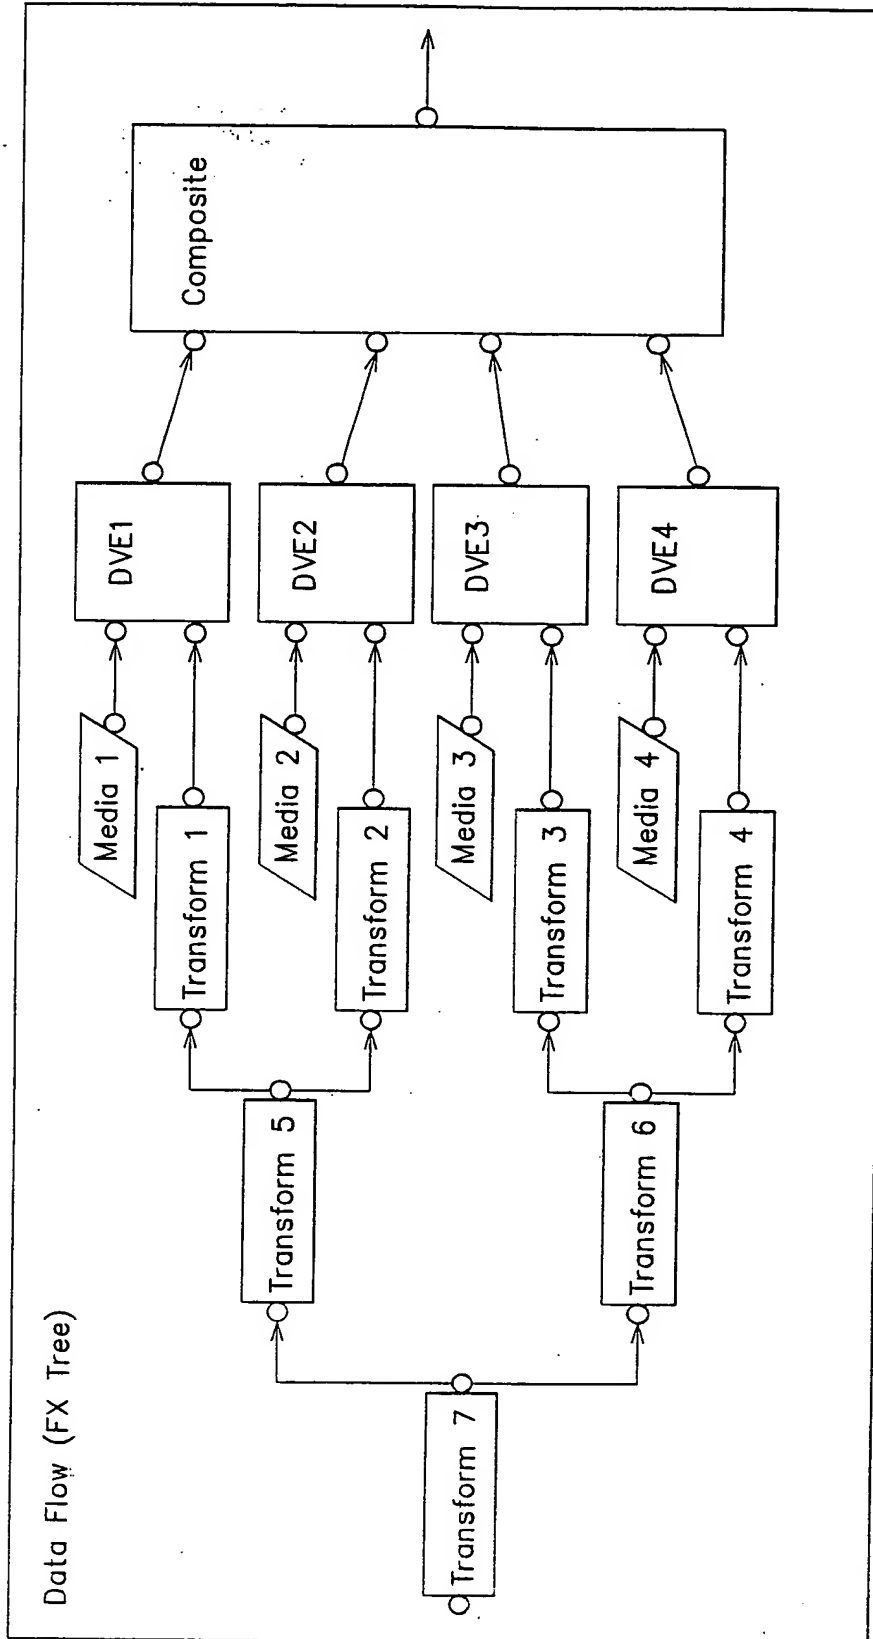 Data Flow (FX Tree)
Transform 7
Transform 5
Transform 6
Transform 1
Transform 2
Transform 3
Transform 4
Media 1
Media 2
Media 3
Media 4
DVE1
DVE2
DVE3
DVE4
Composite